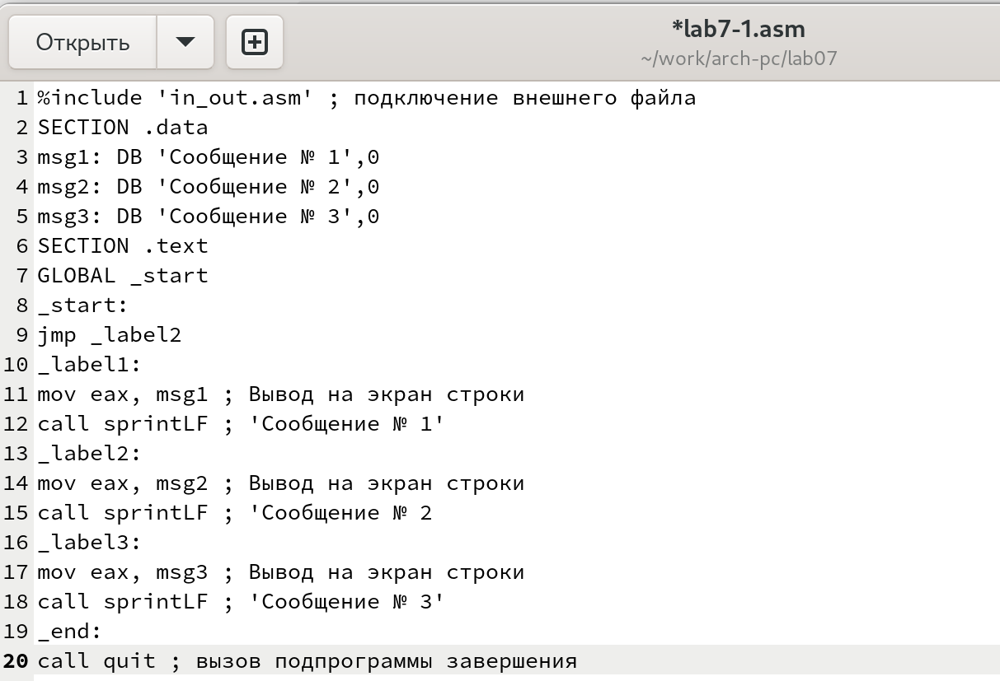 Открыть
*lab7-1.asm
~/work/arch-pc/lab07
1 %include 'in_out.asm' ; подключение внешнего файла
2 SECTION .data
3 msg1: DB 'Сообщение № 1',0
4 msg2: DB 'Сообщение № 2',0
5 msg3: DB 'Сообщение № 3',0
6 SECTION .text
7 GLOBAL _start
8 _start:
9 jmp _label2
10 _label1:
11 mov eax, msg1 ; Вывод на экран строки
12 call sprintLF ; 'Сообщение № 1'
13 _label2:
14 mov eax, msg2 ; Вывод на экран строки
15 call sprintLF ; 'Сообщение № 2
16 _label3:
17 mov eax, msg3 ; Вывод на экран строки
18 call sprintLF ; 'Сообщение № 3'
19 _end:
20 call quit ; вызов подпрограммы завершения